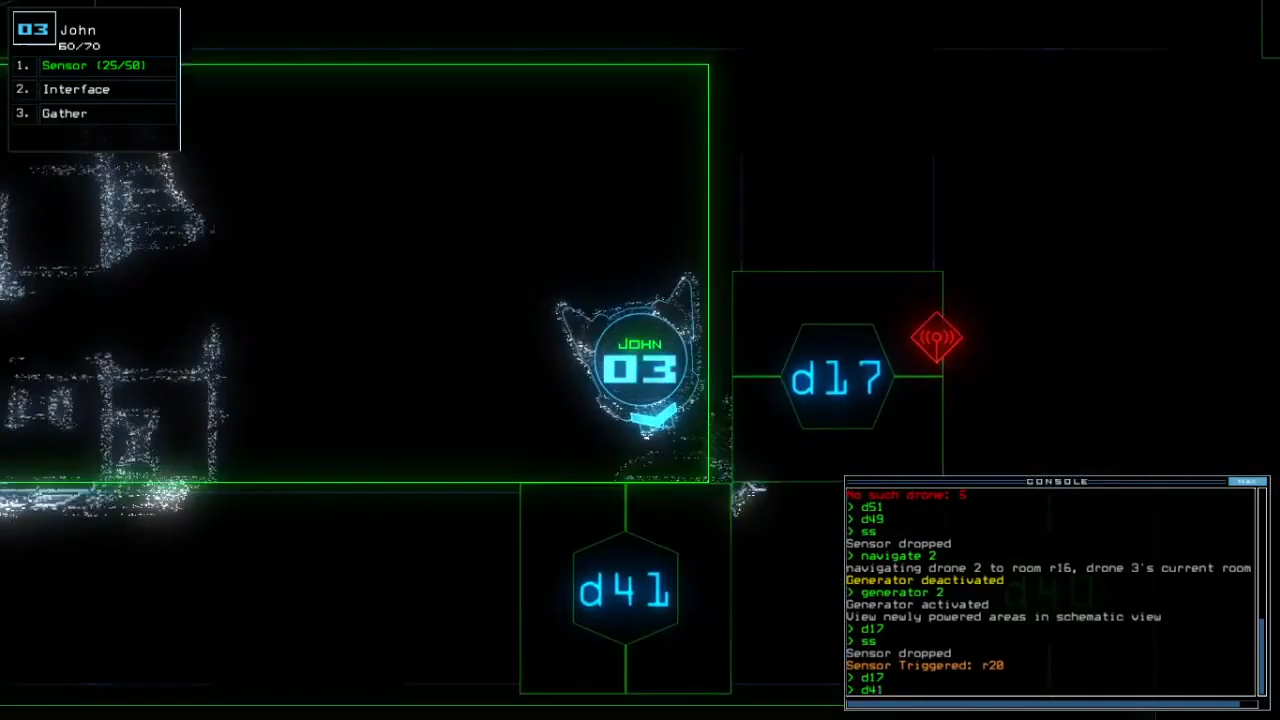 03 John
60/70
1. Sensor (25/50)
2. Interface
3. Gather
JOHN
03
d17
d41
CONSOLE
No such drone: 5
> d51
> d49
> ss
Sensor dropped
> navigate 2
navigating drone 2 to room r16, drone 3's current room
Generator deactivated
> generator 2
Generator activated
View newly powered areas in schematic view
> d17
> ss
Sensor dropped
Sensor Triggered: r20
> d17
> d41
d40